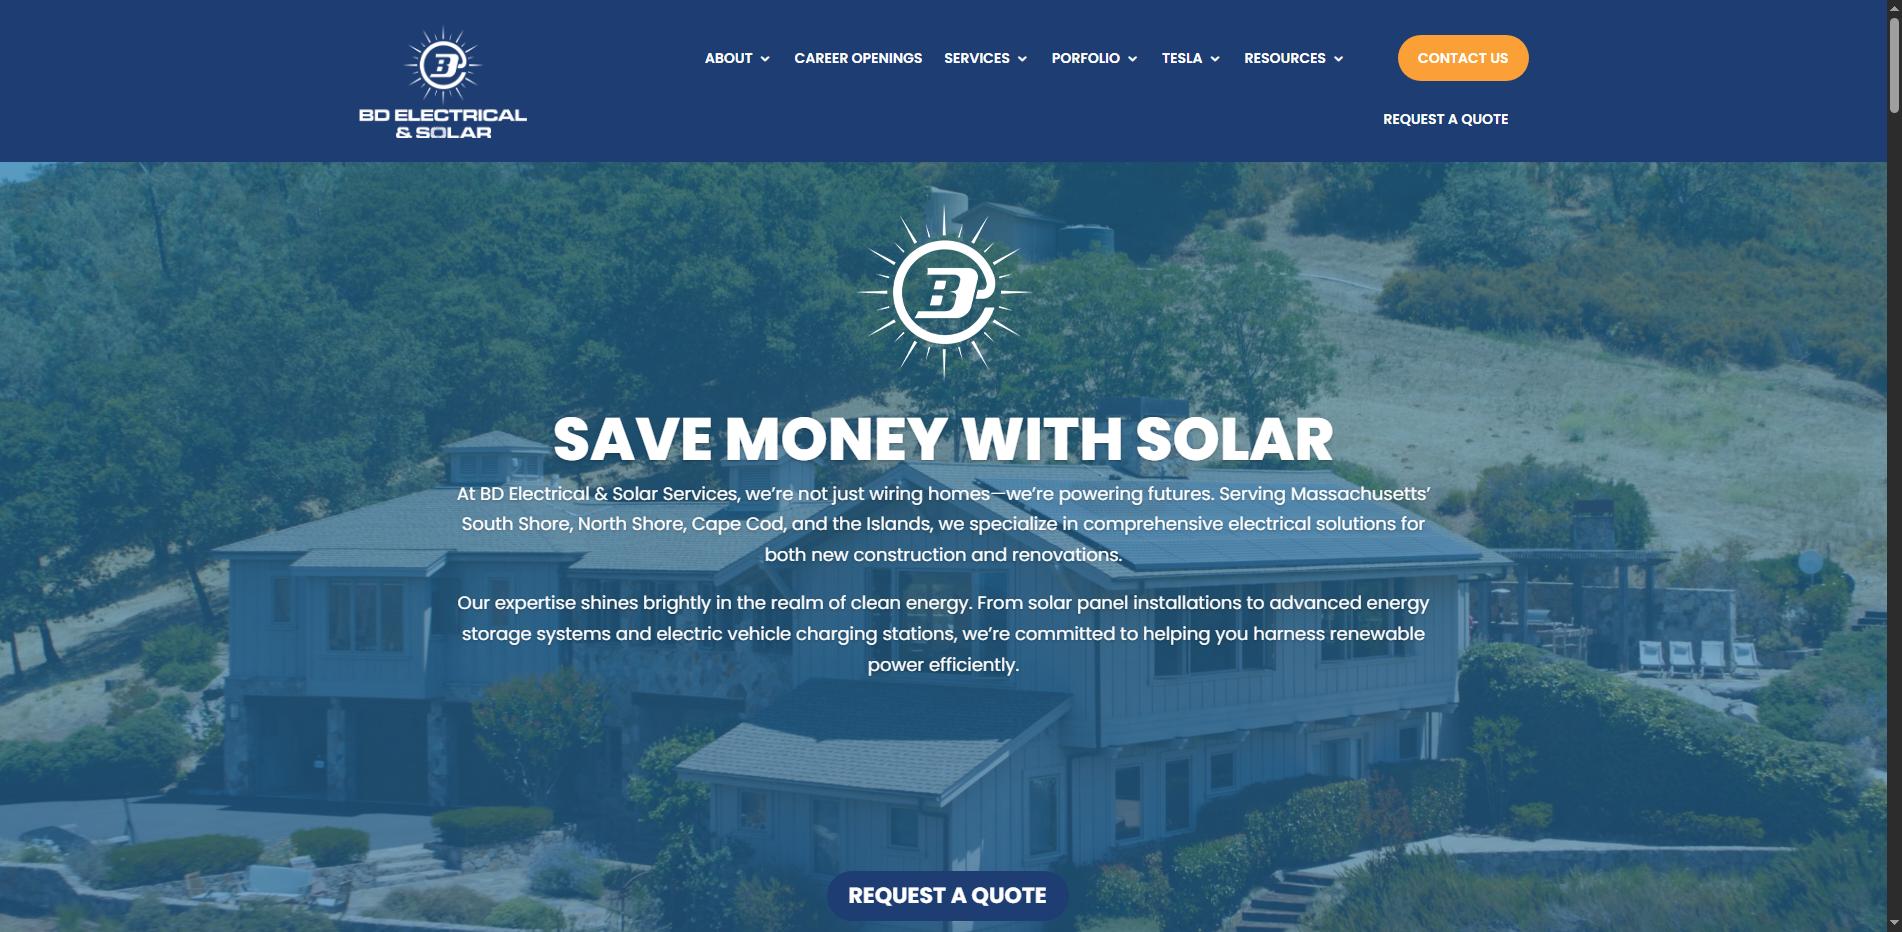 BD ELECTRICAL
& SOLAR
ABOUT
CAREER OPENINGS
SERVICES
PORFOLIO
TESLA
RESOURCES
CONTACT US
REQUEST A QUOTE
SAVE MONEY WITH SOLAR
At BD Electrical & Solar Services, we’re not just wiring homes—we’re powering futures. Serving Massachusetts’
South Shore, North Shore, Cape Cod, and the Islands, we specialize in comprehensive electrical solutions for
both new construction and renovations.
Our expertise shines brightly in the realm of clean energy. From solar panel installations to advanced energy
storage systems and electric vehicle charging stations, we’re committed to helping you harness renewable
power efficiently.
REQUEST A QUOTE